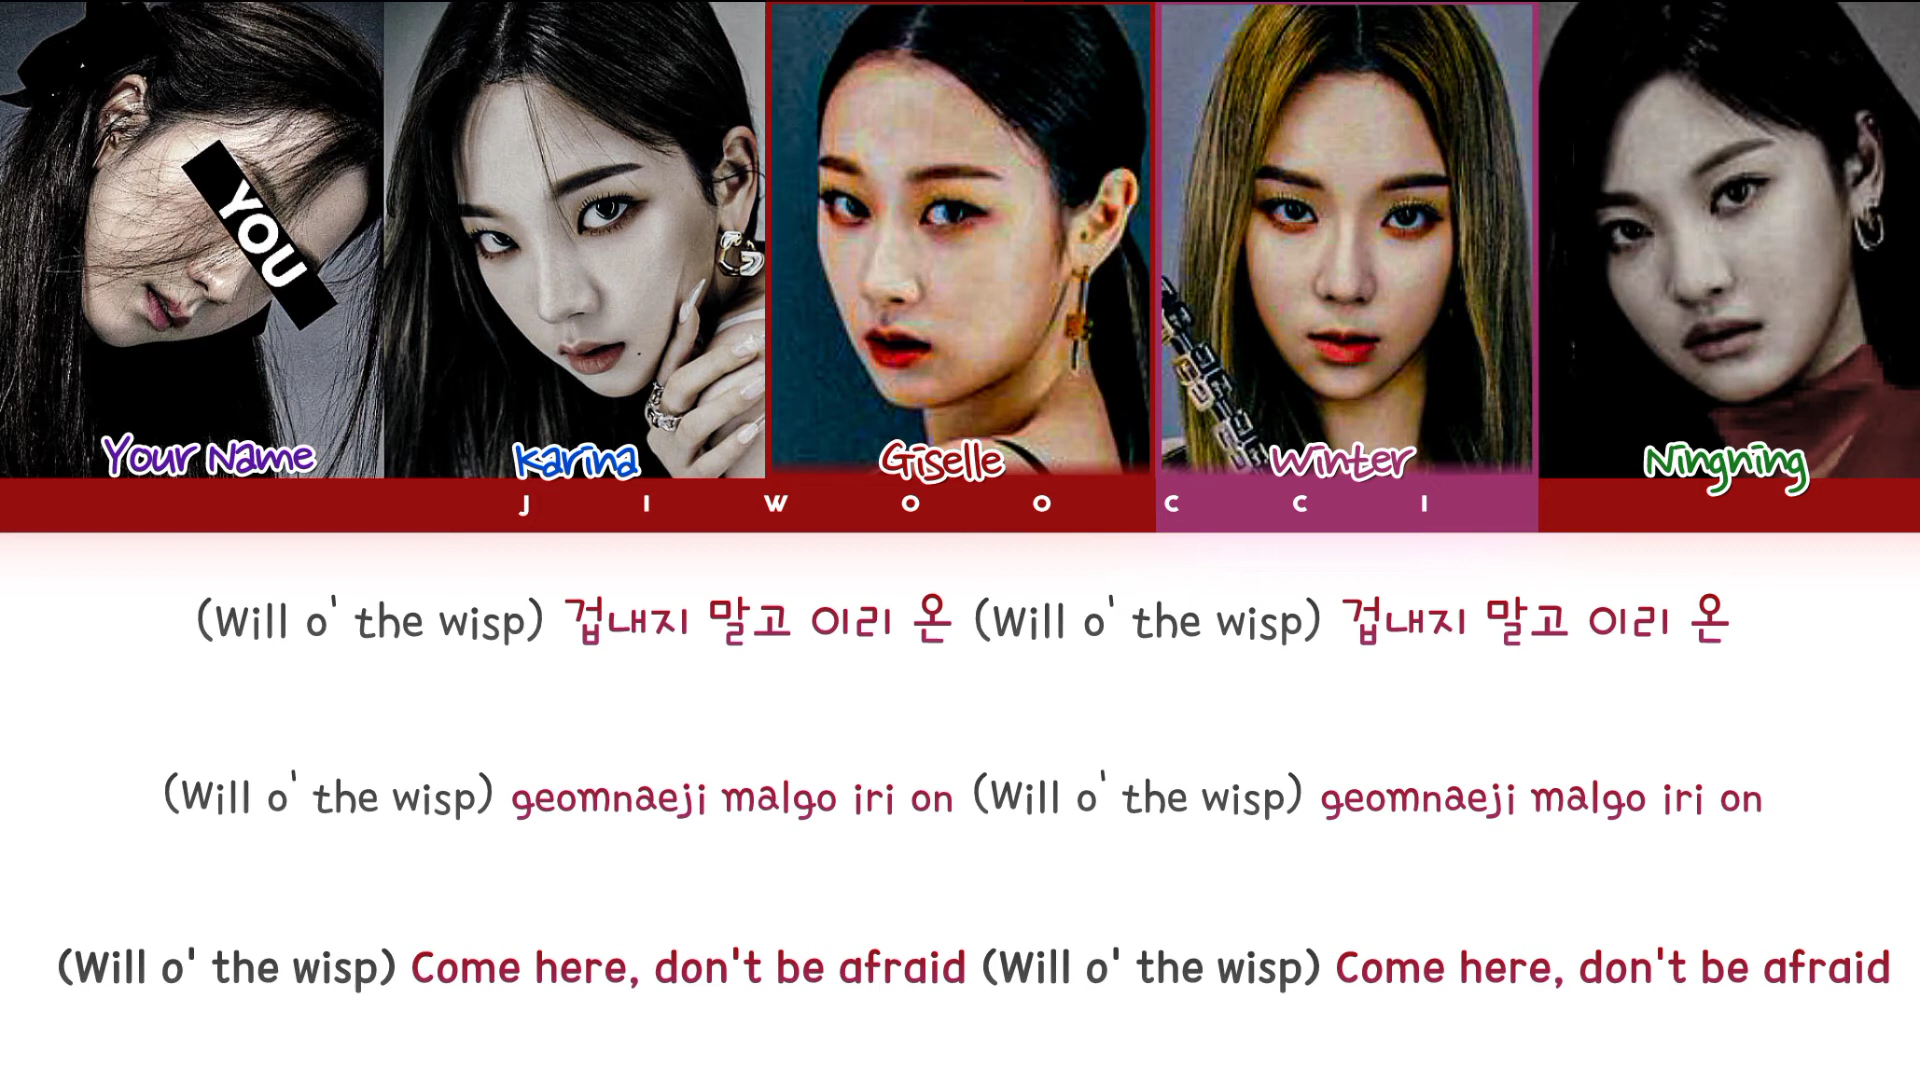 YOU
Your Name Karina Giselle Winter Ningning
JIWOOCCI
(Will o' the wisp) 겁내지 말고 이리 온 (Will o' the wisp) 겁내지 말고 이리 온
(Will o' the wisp) geomnaeji malgo iri on (Will o' the wisp) geomnaeji malgo iri on
(Will o' the wisp) Come here, don't be afraid (Will o' the wisp) Come here, don't be afraid